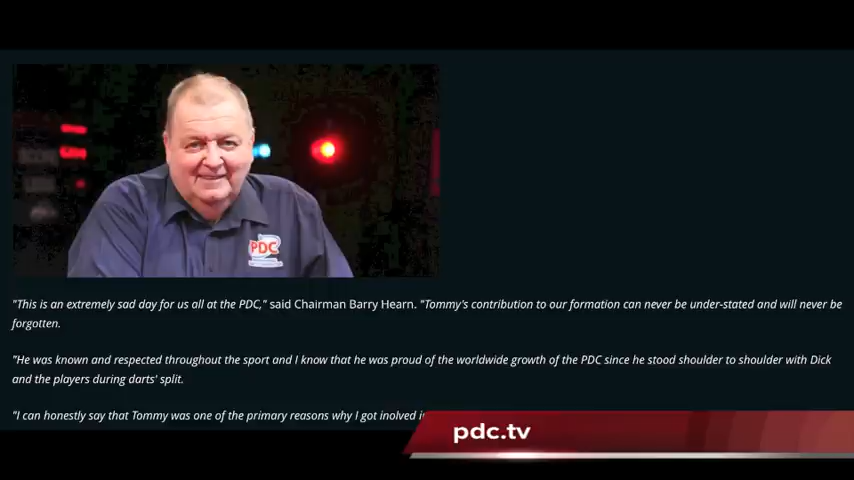 PDC
"This is an extremely sad day for us all at the PDC," said Chairman Barry Hearn. "Tommy's contribution to our formation can never be under-stated and will never be
forgotten.
"He was known and respected throughout the sport and I know that he was proud of the worldwide growth of the PDC since he stood shoulder to shoulder with Dick
and the players during darts' split.
"I can honestly say that Tommy was one of the primary reasons why I got inolved
pdc.tv